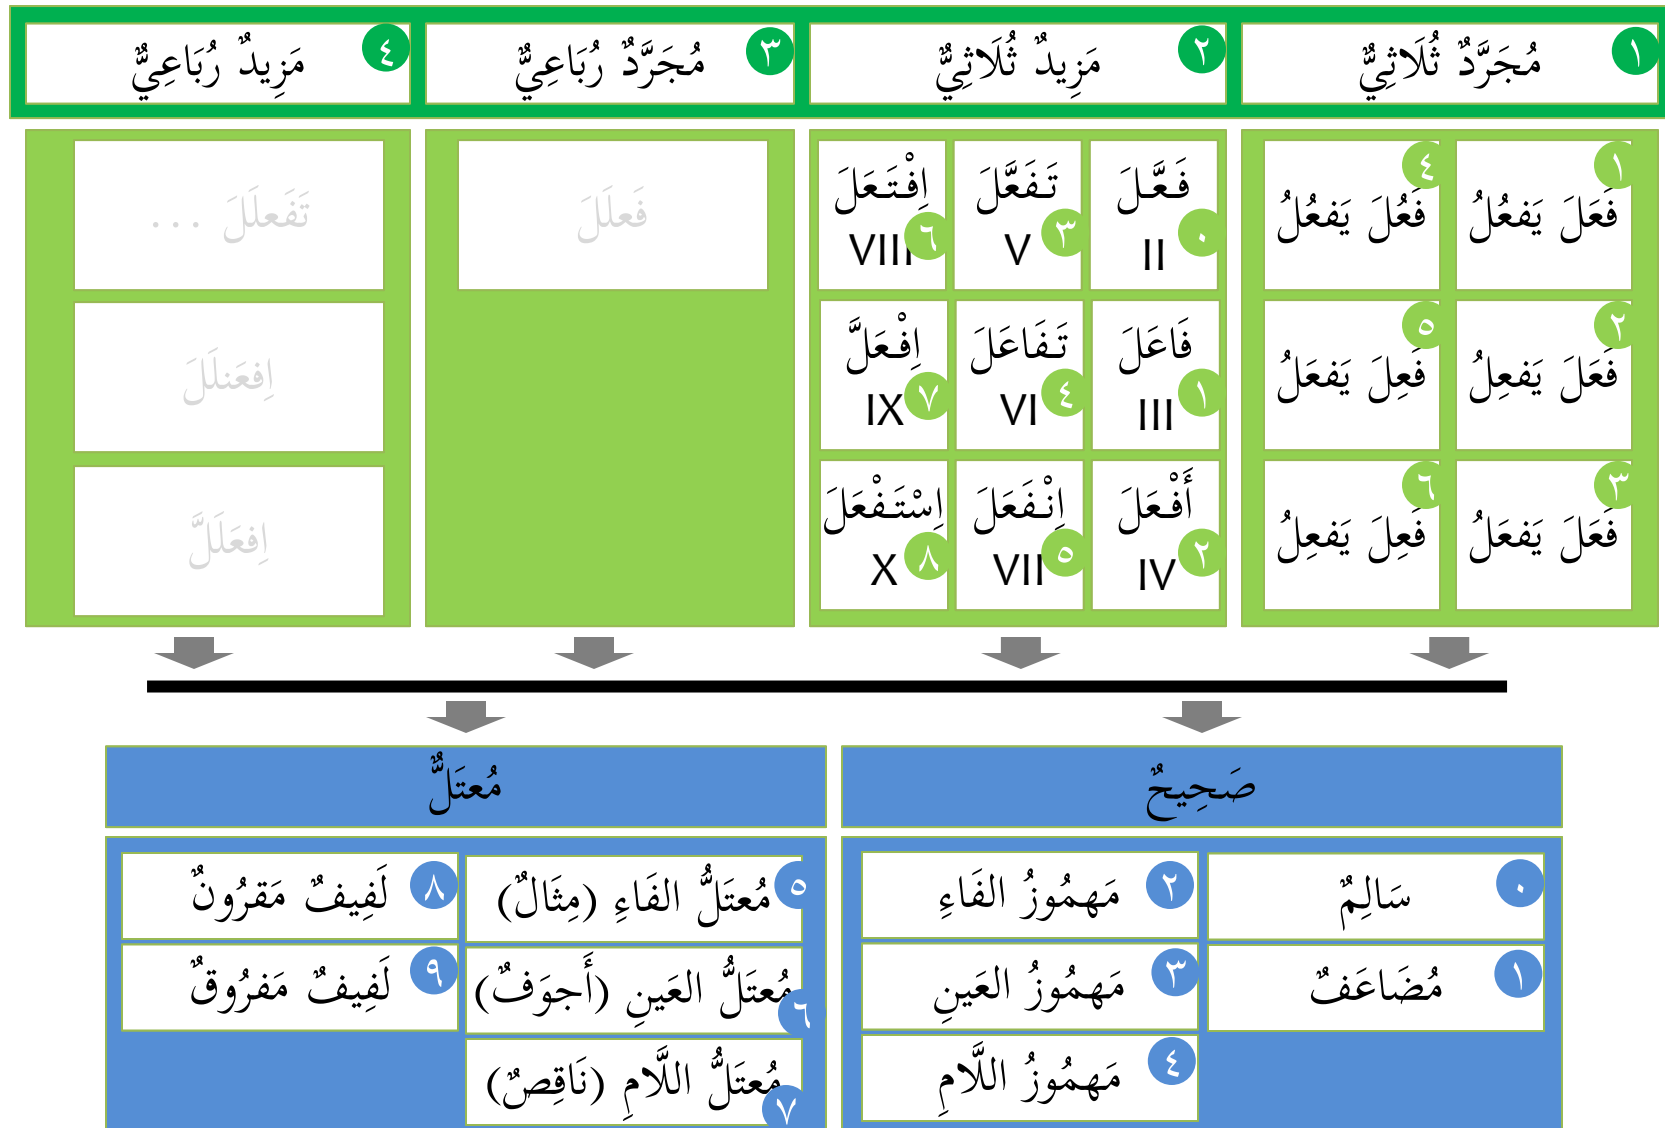 ١ مُجَرَّدٌ ثُلَاثِيٌّ
٢ مَزِيدٌ ثُلَاثِيٌّ
٣ مُجَرَّدٌ رُبَاعِيٌّ
٤ مَزِيدٌ رُبَاعِيٌّ
١ فَعَلَ يَفعُلُ
٤ فَعُلَ يَفعُلُ
٢ فَعَلَ يَفعِلُ
٥ فَعِلَ يَفعَلُ
٣ فَعَلَ يَفعَلُ
٦ فَعِلَ يَفعِلُ
فَعَّلَ
٠ II
تَفَعَّلَ
٣ V
اِفْتَعَلَ
٦ VIII
فَاعَلَ
١ III
تَفَاعَلَ
٤ VI
اِفْعَلَّ
٧ IX
أَفْعَلَ
٢ IV
اِنْفَعَلَ
٥ VII
اِسْتَفْعَلَ
٨ X
فَعلَلَ
تَفَعلَلَ ...
اِفعَنلَلَ
اِفعَلَلَّ
صَحِيحٌ
٠ سَالِمٌ
١ مُضَاعَفٌ
٢ مَهمُوزُ الفَاءِ
٣ مَهمُوزُ العَينِ
٤ مَهمُوزُ اللَّامِ
مُعتَلٌّ
٥ مُعتَلُّ الفَاءِ (مِثَالٌ)
٦ مُعتَلُّ العَينِ (أَجوَفٌ)
٧ مُعتَلُّ اللَّامِ (نَاقِصٌ)
٨ لَفِيفٌ مَقرُونٌ
٩ لَفِيفٌ مَفرُوقٌ